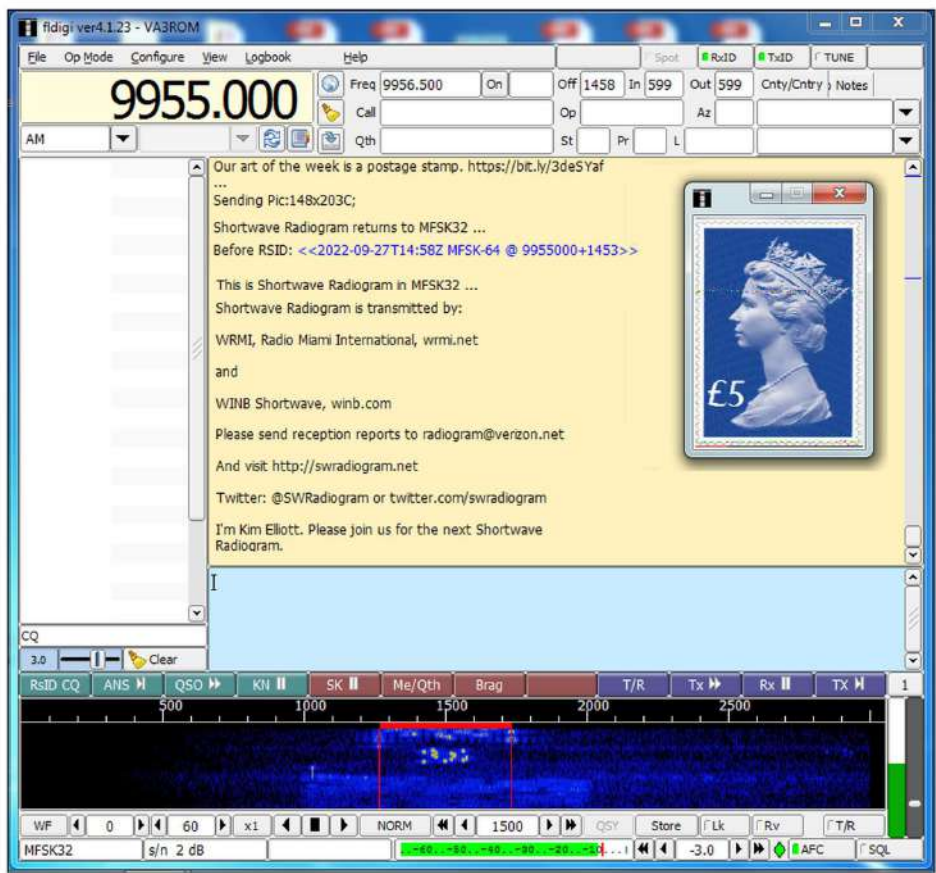 fldigi ver4.1.23 - VA3ROM
File Op Mode Configure View Logbook Help Spot RxID TxID TUNE
9955.000 Freq 9956.500 On Off 1458 In 599 Out 599 Cnty/Cntry Notes
Call Op Az
AM Qth St Pr L
Our art of the week is a postage stamp. https://bit.ly/3deSYaf
...
Sending Pic:148x203C;
Shortwave Radiogram returns to MFSK32 ...
Before RSID: <<2022-09-27T14:58Z MFSK-64 @ 9955000+1453>>
This is Shortwave Radiogram in MFSK32 ...
Shortwave Radiogram is transmitted by:
WRMI, Radio Miami International, wrmi.net
and
WINB Shortwave, winb.com
Please send reception reports to radiogram@verizon.net
And visit http://swradiogram.net
Twitter: @SWRadiogram or twitter.com/swradiogram
I'm Kim Elliott. Please join us for the next Shortwave
Radiogram.
£5
CQ
3.0 Clear
RsID CQ ANS QSO KN SK Me/Qth Brag T/R Tx Rx TX 1
500 1000 1500 2000 2500
WF 0 60 x1 NORM 1500 QSY Store Lk Rv T/R
MFSK32 s/n 2 dB -60 -50 -40 -30 -20 -10 -3.0 AFC SQL